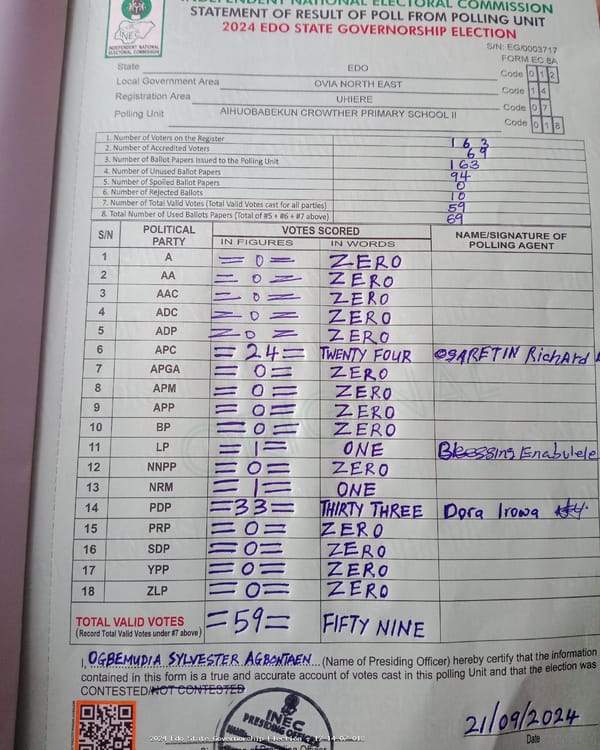 INDEPENDENT NATIONAL ELECTORAL COMMISSION
STATEMENT OF RESULT OF POLL FROM POLLING UNIT
2024 EDO STATE GOVERNORSHIP ELECTION
INEC
INDEPENDENT NATIONAL ELECTORAL COMMISSION
S/N: EG/0003717
FORM EC 8A
State EDO Code 0 1 2
Local Government Area OVIA NORTH EAST Code 1 4
Registration Area UHIERE Code 0 7
Polling Unit AIHUOBABEKUN CROWTHER PRIMARY SCHOOL II Code 0 1 8
1. Number of Voters on the Register 163
2. Number of Accredited Voters 69
3. Number of Ballot Papers Issued to the Polling Unit 163
4. Number of Unused Ballot Papers 94
5. Number of Spoiled Ballot Papers 0
6. Number of Rejected Ballots 10
7. Number of Total Valid Votes (Total Valid Votes cast for all parties) 59
8. Total Number of Used Ballots Papers (Total of #5 + #6 + #7 above) 69
S/N POLITICAL PARTY VOTES SCORED NAME/SIGNATURE OF POLLING AGENT
IN FIGURES IN WORDS
1 A =0= ZERO
2 AA =0= ZERO
3 AAC =0= ZERO
4 ADC =0= ZERO
5 ADP =0= ZERO
6 APC =24= TWENTY FOUR OSARETIN RichARd
7 APGA =0= ZERO
8 APM =0= ZERO
9 APP =0= ZERO
10 BP =0= ZERO
11 LP =1= ONE Blessing Enabulele
12 NNPP =0= ZERO
13 NRM =1= ONE
14 PDP =33= THIRTY THREE Dora Irowa
15 PRP =0= ZERO
16 SDP =0= ZERO
17 YPP =0= ZERO
18 ZLP =0= ZERO
TOTAL VALID VOTES =59= FIFTY NINE
(Record Total Valid Votes under #7 above)
I, OGBEMUDIA SYLVESTER AGBONTAEN...(Name of Presiding Officer) hereby certify that the information
contained in this form is a true and accurate account of votes cast in this polling Unit and that the election was
CONTESTED/NOT CONTESTED
INEC
21/09/2024
Date
2024 Edo State Governorship Election - 12-14-07-018